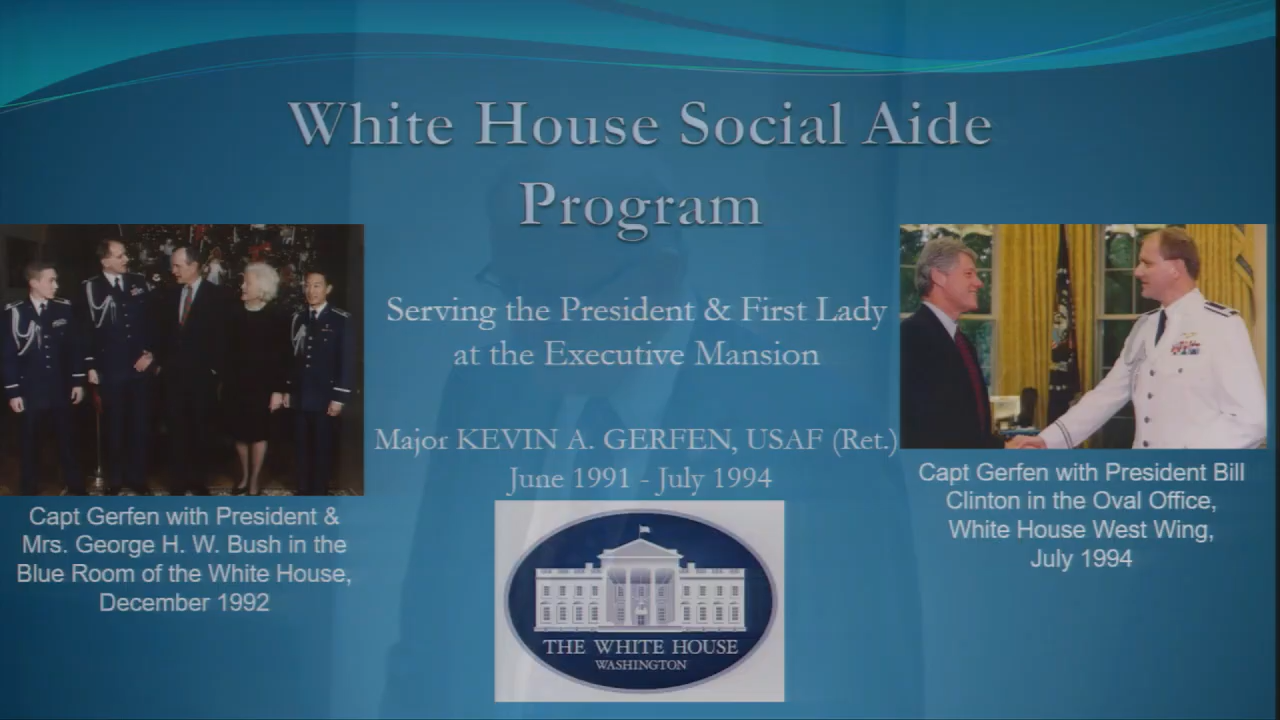 White House Social Aide
Program
Serving the President & First Lady
at the Executive Mansion
Major KEVIN A. GERFEN, USAF (Ret.)
June 1991 - July 1994
Capt Gerfen with President &
Mrs. George H. W. Bush in the
Blue Room of the White House,
December 1992
Capt Gerfen with President Bill
Clinton in the Oval Office,
White House West Wing,
July 1994
THE WHITE HOUSE
WASHINGTON